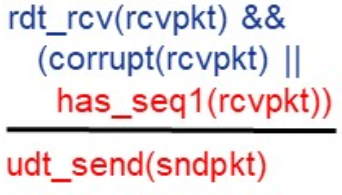 rdt_rcv(rcvpkt) &&
(corrupt(rcvpkt) ||
has_seq1(rcvpkt))
udt_send(sndpkt)